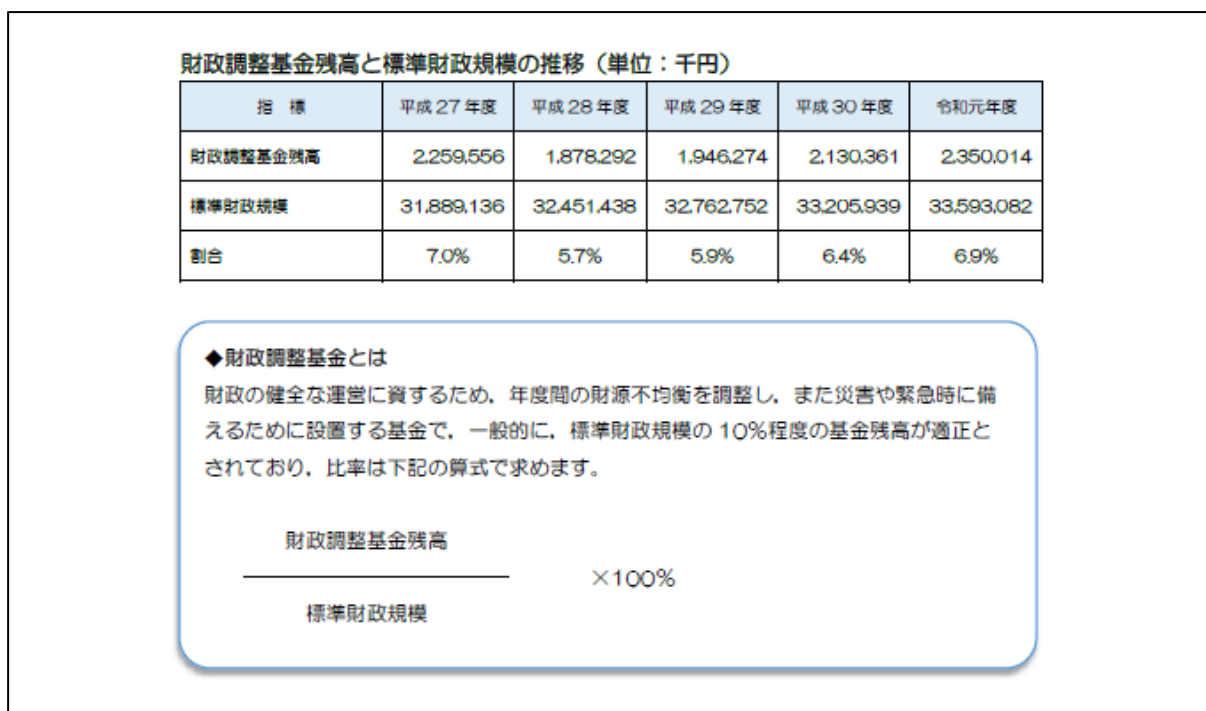 財政調整基金残高と標準財政規模の推移（単位：千円）
指 標 平成27年度 平成28年度 平成29年度 平成30年度 令和元年度
財政調整基金残高 2,259,556 1,878,292 1,946,274 2,130,361 2,350,014
標準財政規模 31,889,136 32,451,438 32,762,752 33,205,939 33,593,082
割合 7.0% 5.7% 5.9% 6.4% 6.9%
◆財政調整基金とは
財政の健全な運営に資するため，年度間の財源不均衡を調整し，また災害や緊急時に備
えるために設置する基金で，一般的に，標準財政規模の10%程度の基金残高が適正と
されており，比率は下記の算式で求めます。
財政調整基金残高
×100%
標準財政規模